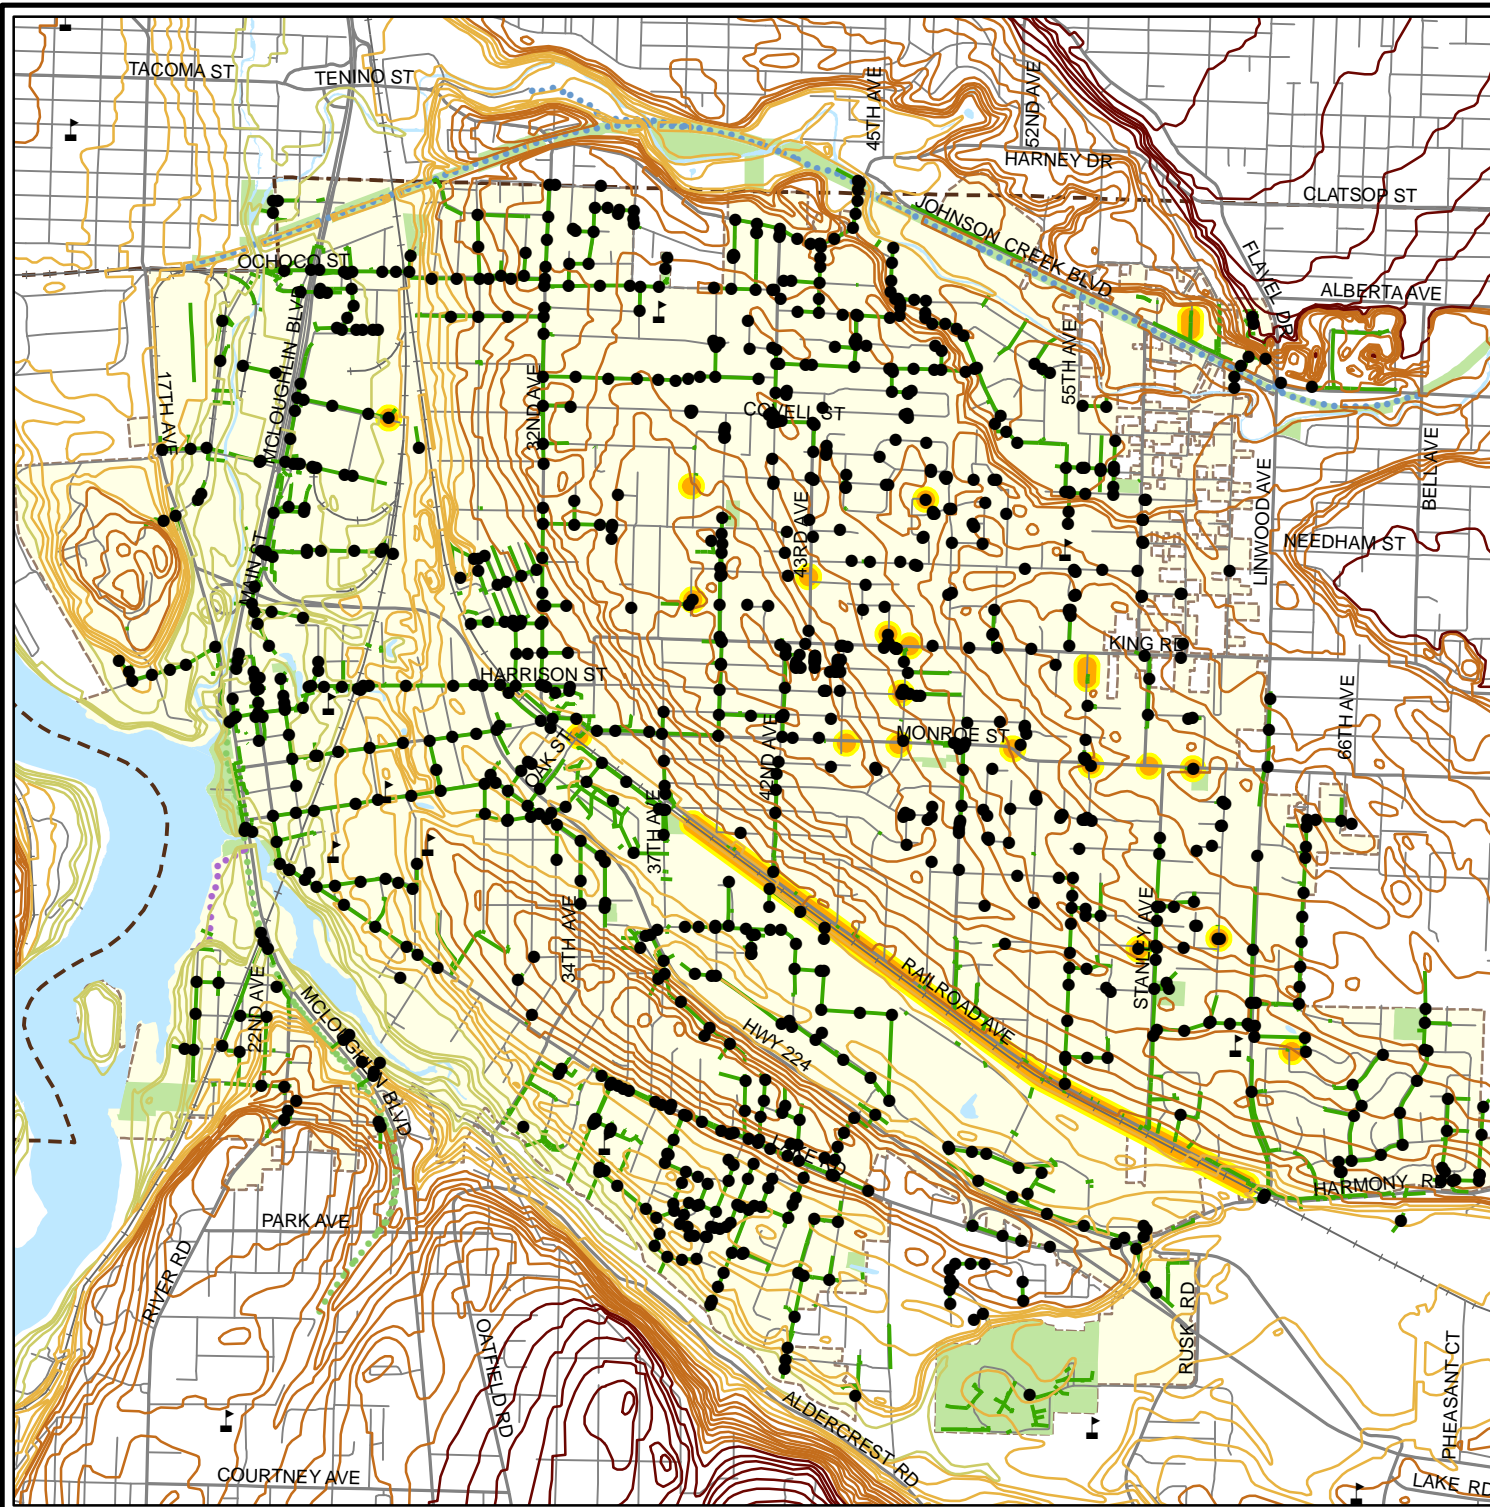 TACOMA ST
TENINO ST
45TH AVE
52ND AVE
HARNEY DR
CLATSOP ST
JOHNSON CREEK BLVD
FLAVEL DR
OCHOCO ST
ALBERTA AVE
MCLOUGHLIN BLVD
17TH AVE
32ND AVE
55TH AVE
COVELL ST
LINWOOD AVE
BELL AVE
43RD AVE
NEEDHAM ST
MAIN ST
KING RD
HARRISON ST
66TH AVE
MONROE ST
OAK ST
42ND AVE
37TH AVE
34TH AVE
STANLEY AVE
22ND AVE
MCLOUGHLIN BLVD
RAILROAD AVE
HWY 224
LAKE RD
HARMONY RD
PARK AVE
RIVER RD
OATFIELD RD
RUSK RD
PHEASANT CT
ALDERCREST RD
COURTNEY AVE
LAKE RD